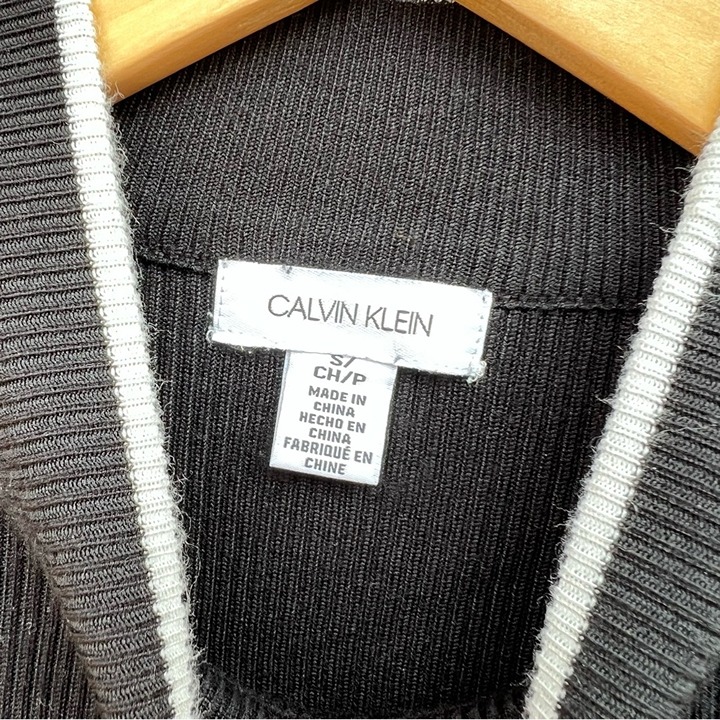 CALVIN KLEIN
S/
CH/P
MADE IN
CHINA
HECHO EN
CHINA
FABRIQUÉ EN
CHINE